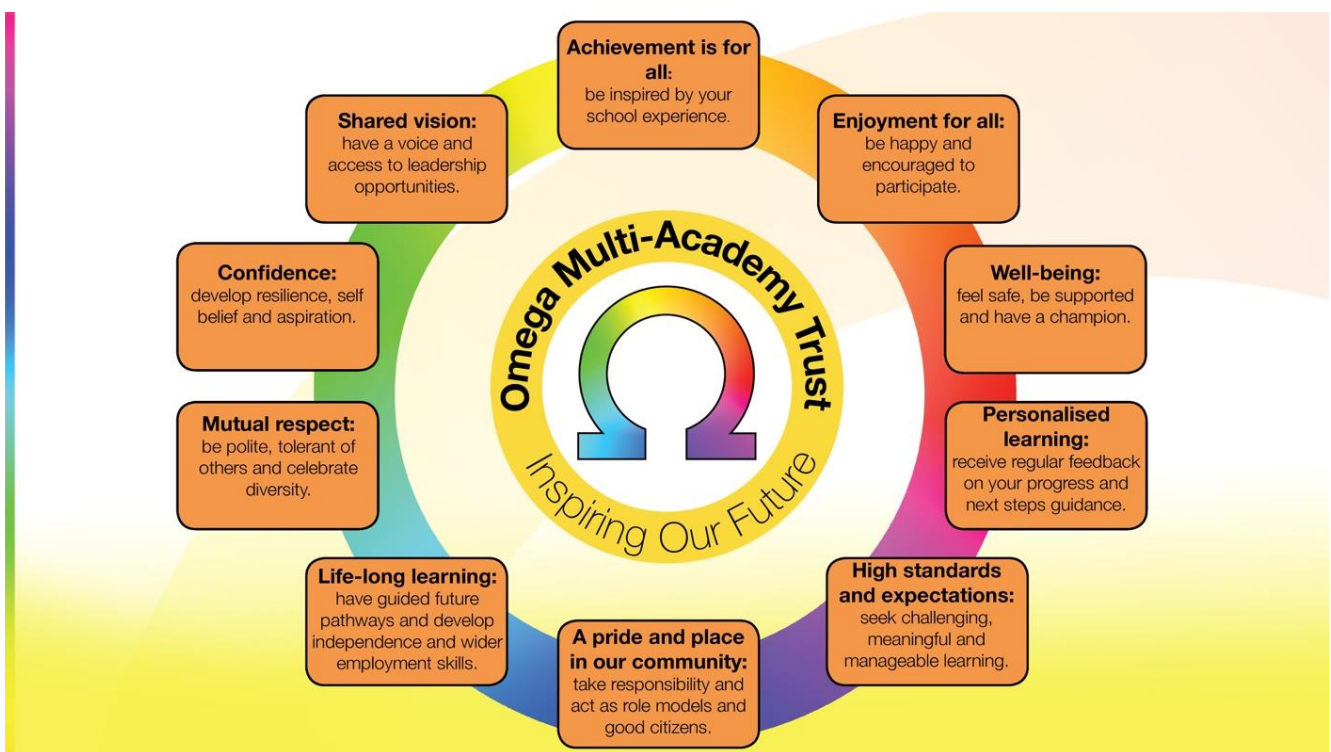 Achievement is for
all:
be inspired by your
school experience.
Enjoyment for all:
be happy and
encouraged to
participate.
Well-being:
feel safe, be supported
and have a champion.
Personalised
learning:
receive regular feedback
on your progress and
next steps guidance.
High standards
and expectations:
seek challenging,
meaningful and
manageable learning.
A pride and place
in our community:
take responsibility and
act as role models and
good citizens.
Life-long learning:
have guided future
pathways and develop
independence and wider
employment skills.
Mutual respect:
be polite, tolerant of
others and celebrate
diversity.
Confidence:
develop resilience, self
belief and aspiration.
Shared vision:
have a voice and
access to leadership
opportunities.
Omega Multi-Academy Trust
Inspiring Our Future
Ω